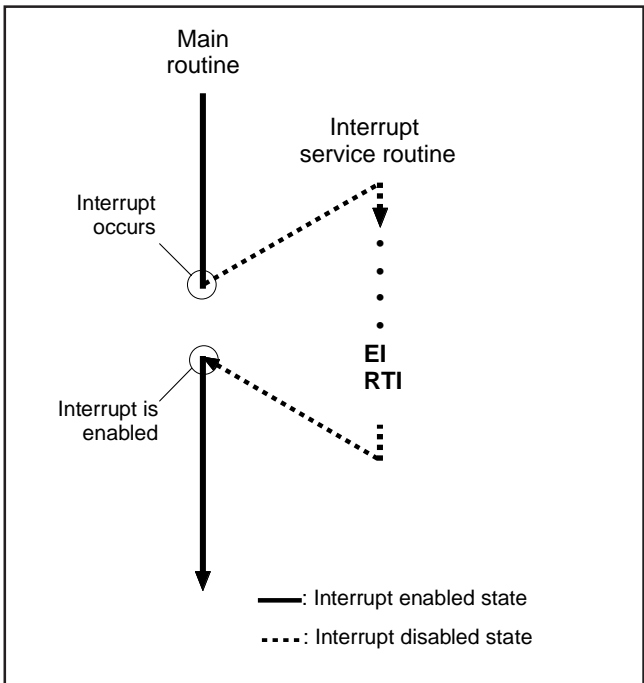 Main
routine
Interrupt
service routine
Interrupt
occurs
EI
RTI
Interrupt is
enabled
: Interrupt enabled state
: Interrupt disabled state